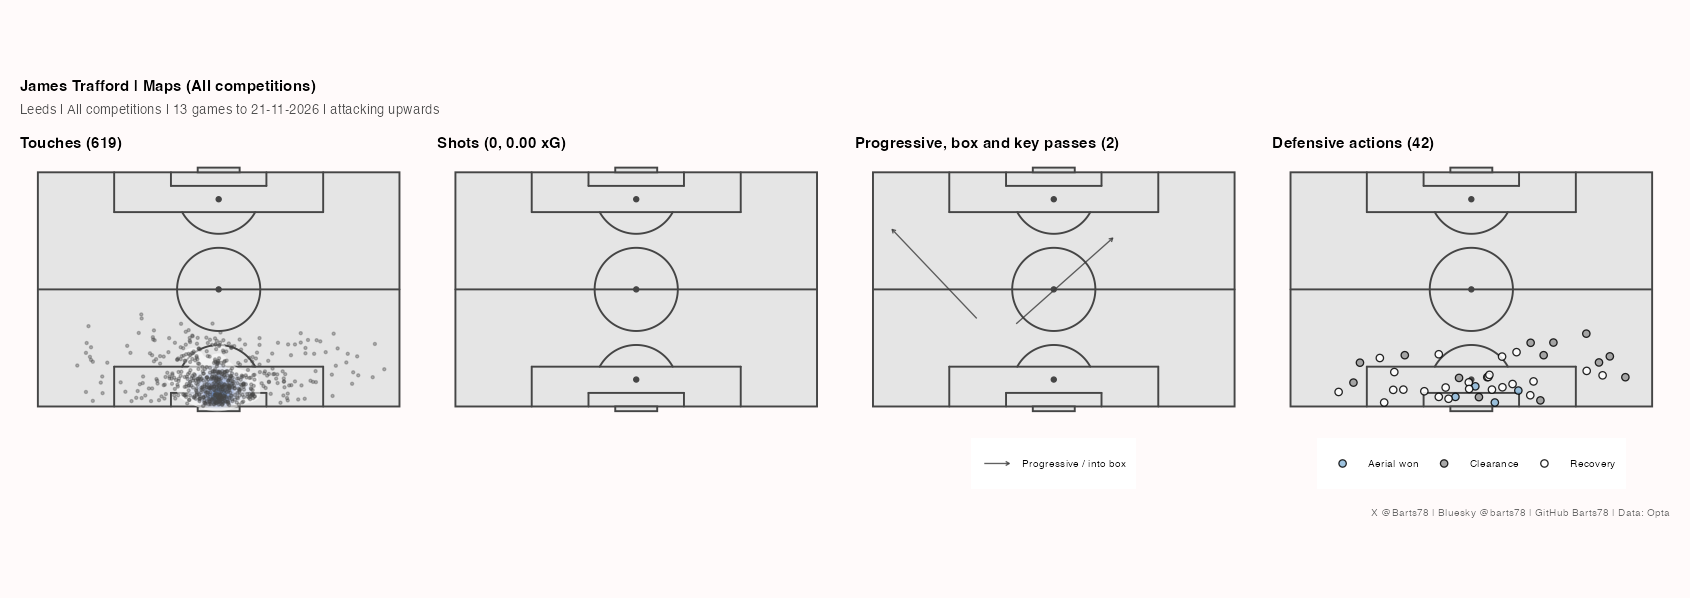 James Trafford | Maps (All competitions)
Leeds | All competitions | 13 games to 21-11-2026 | attacking upwards
Touches (619)
Shots (0, 0.00 xG)
Progressive, box and key passes (2)
Defensive actions (42)
Progressive / into box
Aerial won
Clearance
Recovery
X @Barts78 | Bluesky @barts78 | GitHub Barts78 | Data: Opta